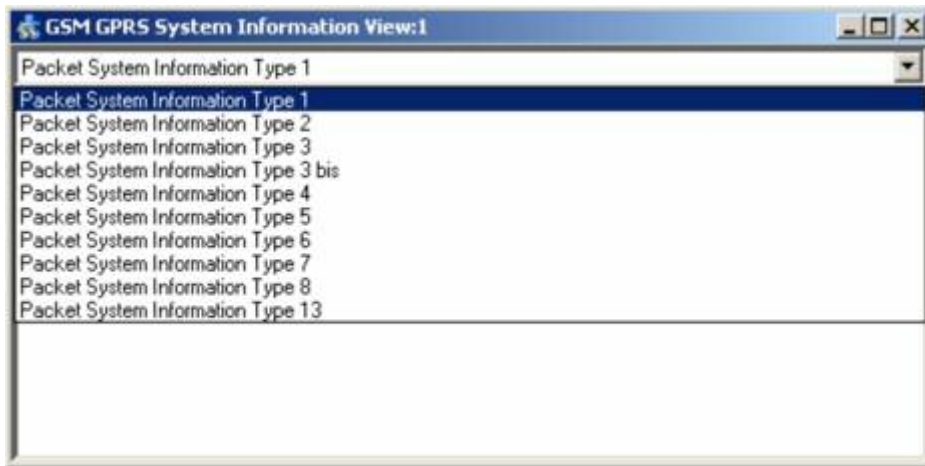 GSM GPRS System Information View:1
Packet System Information Type 1
Packet System Information Type 1
Packet System Information Type 2
Packet System Information Type 3
Packet System Information Type 3 bis
Packet System Information Type 4
Packet System Information Type 5
Packet System Information Type 6
Packet System Information Type 7
Packet System Information Type 8
Packet System Information Type 13